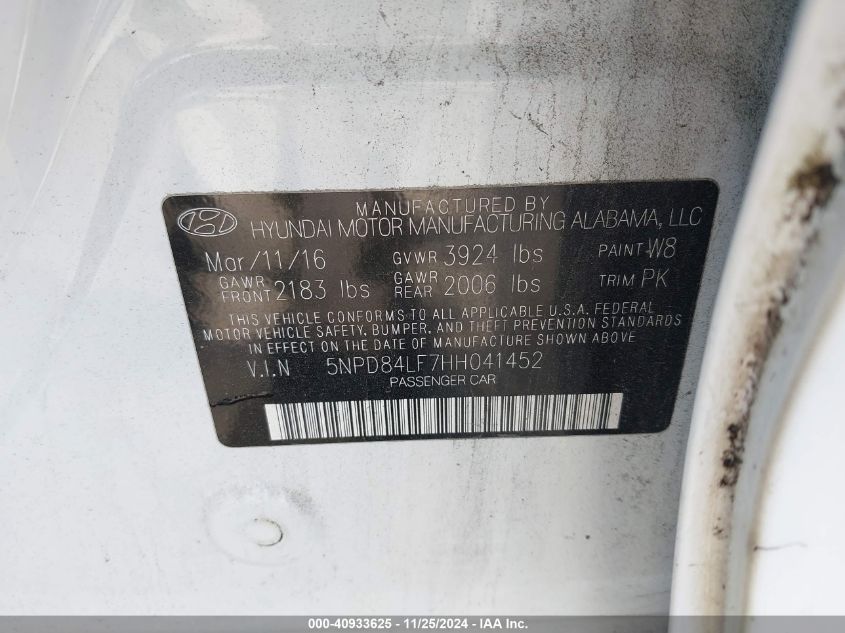 MANUFACTURED BY
HYUNDAI MOTOR MANUFACTURING ALABAMA, LLC
Mar/11/16 GVWR 3924 lbs PAINT W8
GAWR FRONT 2183 lbs GAWR REAR 2006 lbs TRIM PK
THIS VEHICLE CONFORMS TO ALL APPLICABLE U.S.A. FEDERAL
MOTOR VEHICLE SAFETY, BUMPER, AND THEFT PREVENTION STANDARDS
IN EFFECT ON THE DATE OF MANUFACTURE SHOWN ABOVE.
V.I.N 5NPD84LF7HH041452
PASSENGER CAR
000-40933625 - 11/25/2024 - IAA Inc.